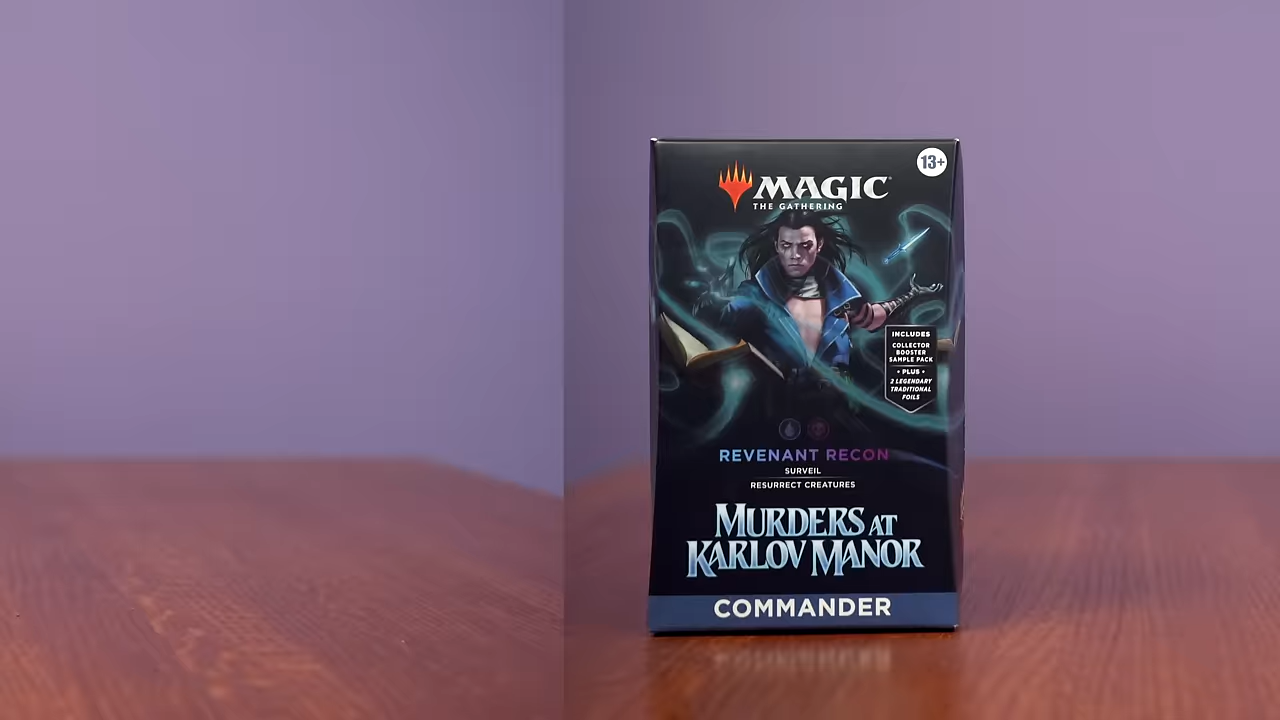 13+
MAGIC
THE GATHERING
INCLUDES
COLLECTOR
BOOSTER
SAMPLE PACK
• PLUS •
2 LEGENDARY
TRADITIONAL
FOILS
REVENANT RECON
SURVEIL
RESURRECT CREATURES
MURDERS AT
KARLOV MANOR
COMMANDER